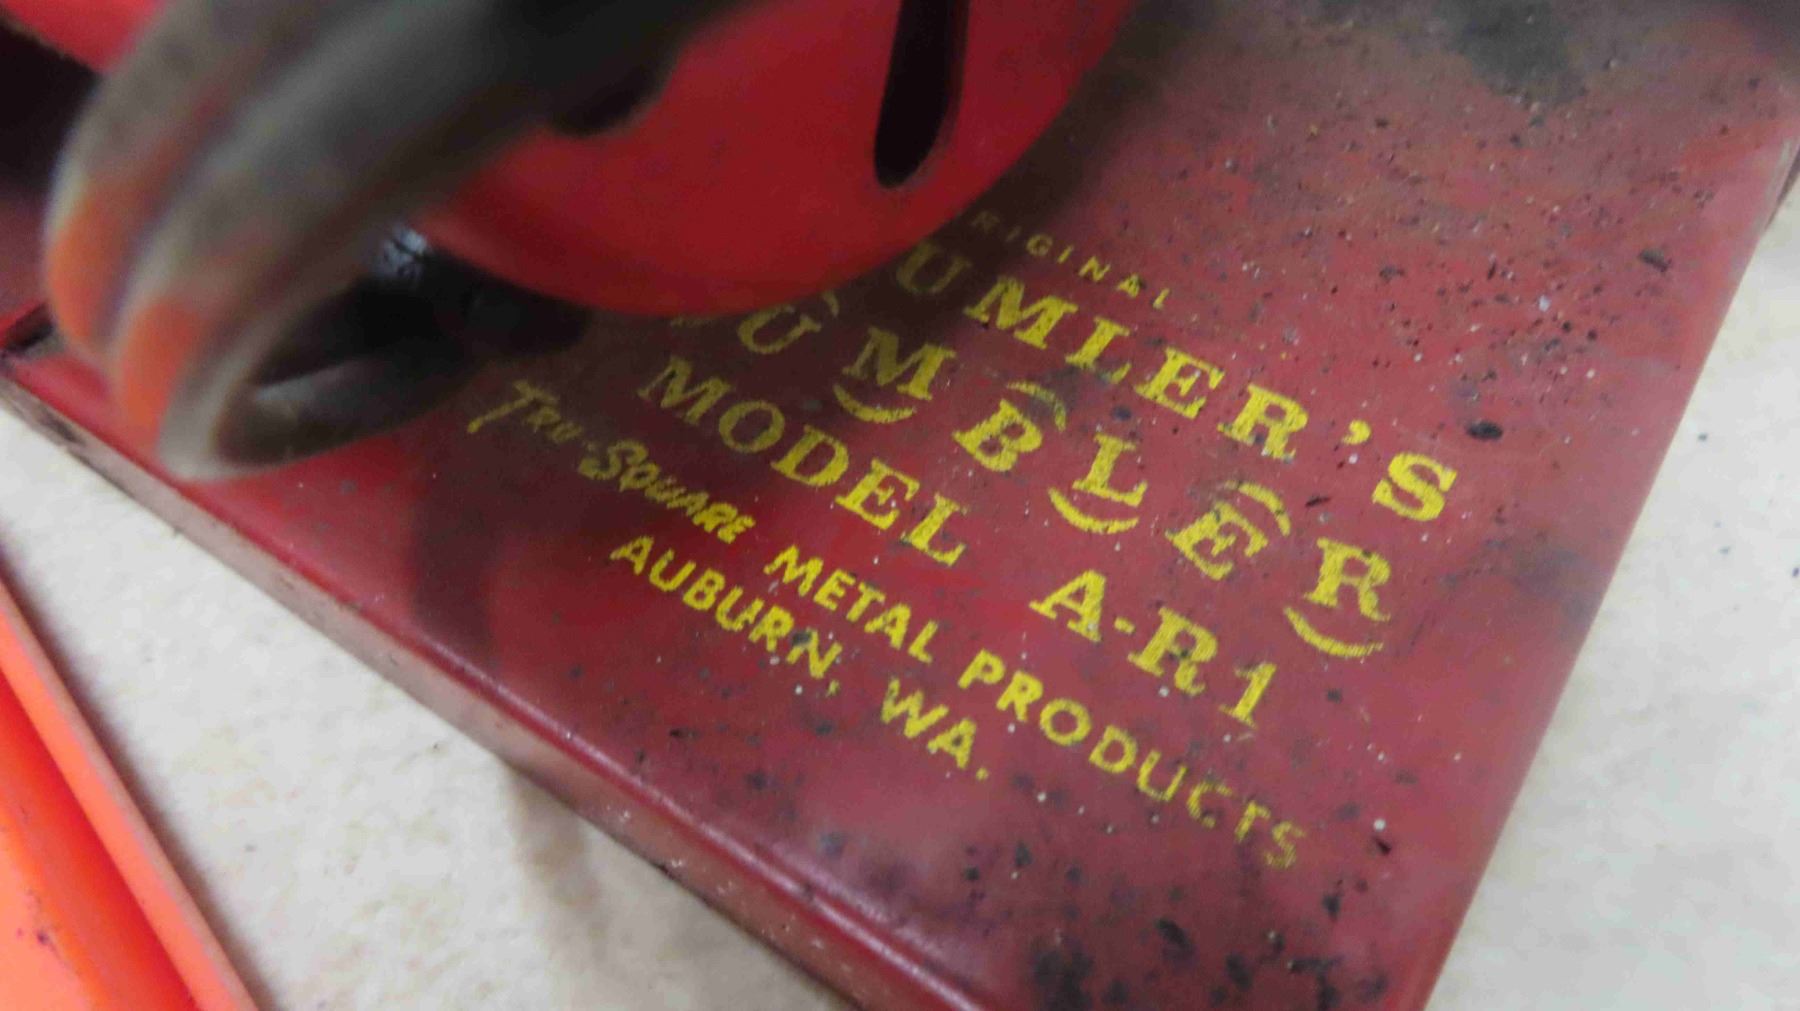 RIGINAL
UMLER'S
UMBLER
MODEL A-R1
TRU-SQUARE METAL PRODUCTS
AUBURN, WA.